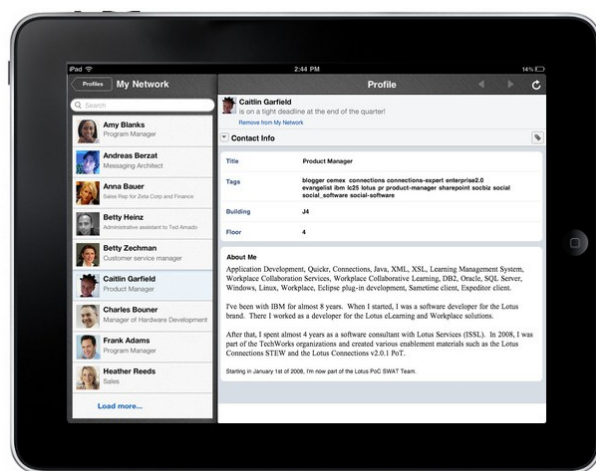 iPad
2:44 PM
14%
Profiles
My Network
Profile
Search
Amy Blanks
Program Manager
Andreas Berzat
Messaging Architect
Anna Bauer
Sales Rep for Zeta Corp and Finance
Betty Heinz
Administrative assistant to Ted Amado
Betty Zechman
Customer service manager
Caitlin Garfield
Product Manager
Charles Bouner
Manager of Hardware Development
Frank Adams
Program Manager
Heather Reeds
Sales
Load more...
Caitlin Garfield
is on a tight deadline at the end of the quarter!
Remove from My Network
Contact Info
Title Product Manager
Tags blogger cemex connections connections-expert enterprise2.0
evangelist ibm lc25 lotus pr product-manager sharepoint socbiz social
social_software social-software
Building J4
Floor 4
About Me
Application Development, Quickr, Connections, Java, XML, XSL, Learning Management System,
Workplace Collaboration Services, Workplace Collaborative Learning, DB2, Oracle, SQL Server,
Windows, Linux, Workplace, Eclipse plug-in development, Sametime client, Expeditor client.
I've been with IBM for almost 8 years. When I started, I was a software developer for the Lotus
brand. There I worked as a developer for the Lotus eLearning and Workplace solutions.
After that, I spent almost 4 years as a software consultant with Lotus Services (ISSL). In 2008, I was
part of the TechWorks organizations and created various enablement materials such as the Lotus
Connections STEW and the Lotus Connections v2.0.1 PoT.
Starting in January 1st of 2008, I'm now part of the Lotus PoC SWAT Team.